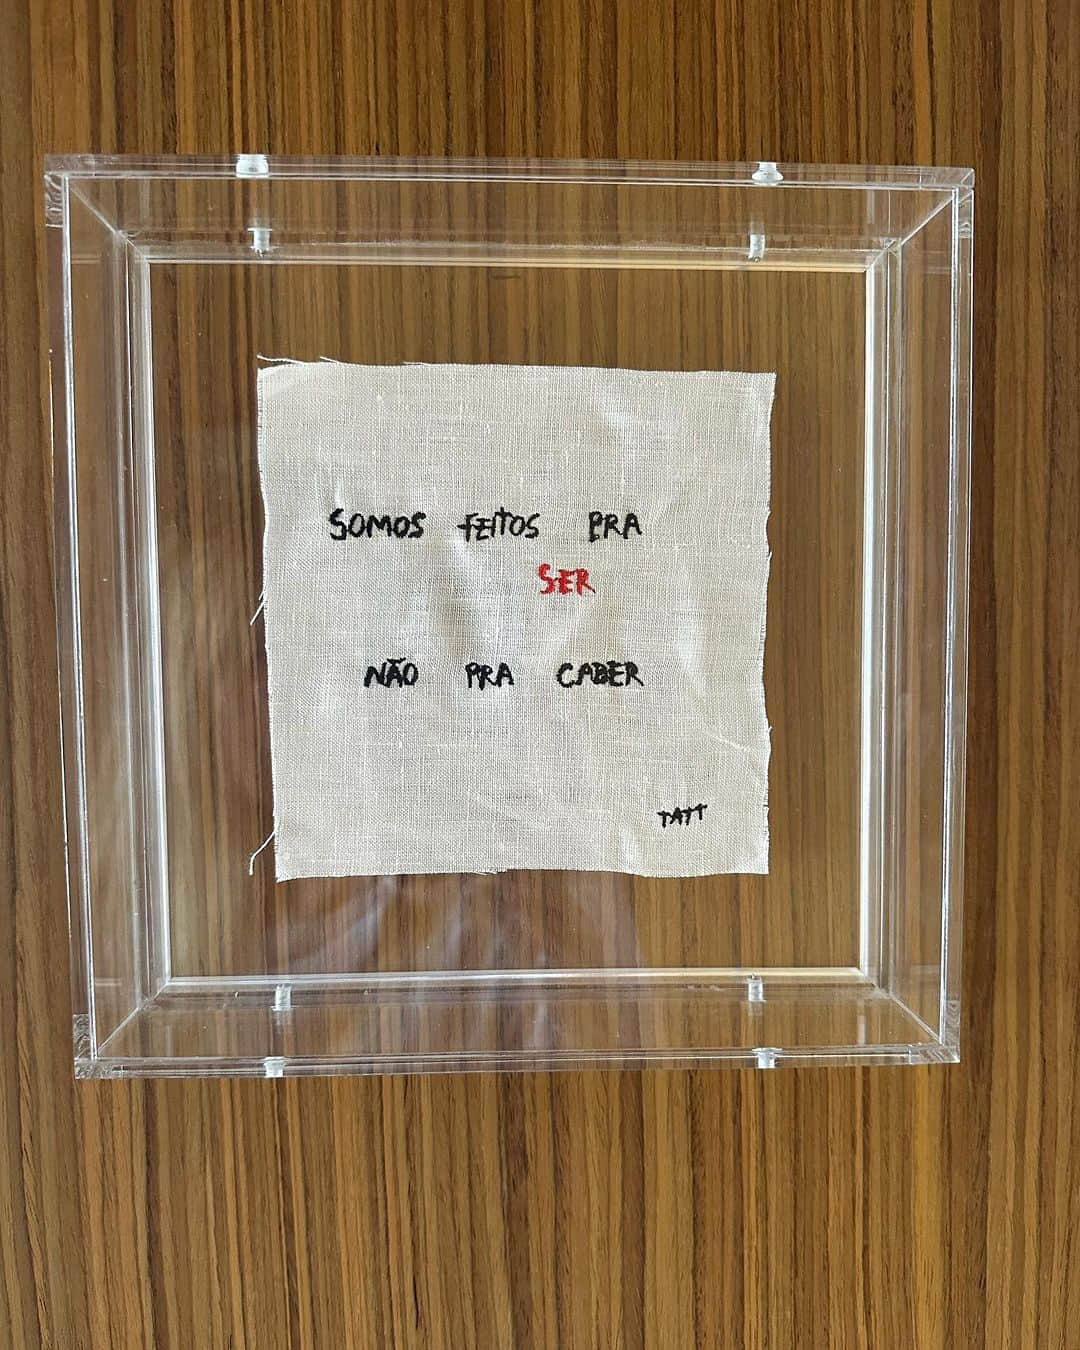 SOMOS FEITOS PRA
SER
NÃO PRA CABER
TATT